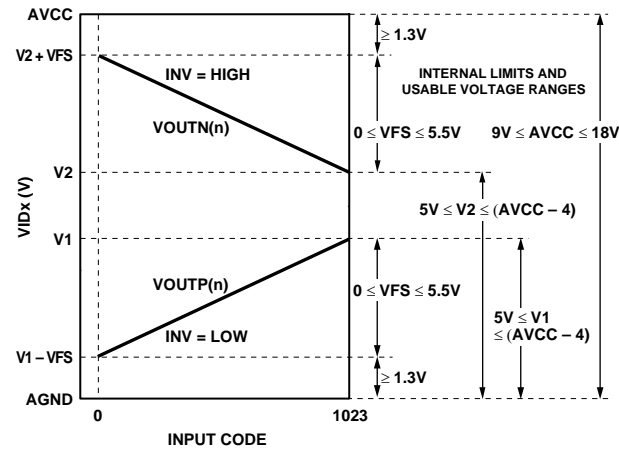 AVCC
≥ 1.3V
V2 + VFS
INV = HIGH
INTERNAL LIMITS AND
USABLE VOLTAGE RANGES
VOUTN(n)
0 ≤ VFS ≤ 5.5V
9V ≤ AVCC ≤ 18V
V2
5V ≤ V2 ≤ (AVCC – 4)
VIDx (V)
V1
VOUTP(n)
0 ≤ VFS ≤ 5.5V
5V ≤ V1
≤ (AVCC – 4)
INV = LOW
V1 – VFS
≥ 1.3V
AGND
0
1023
INPUT CODE